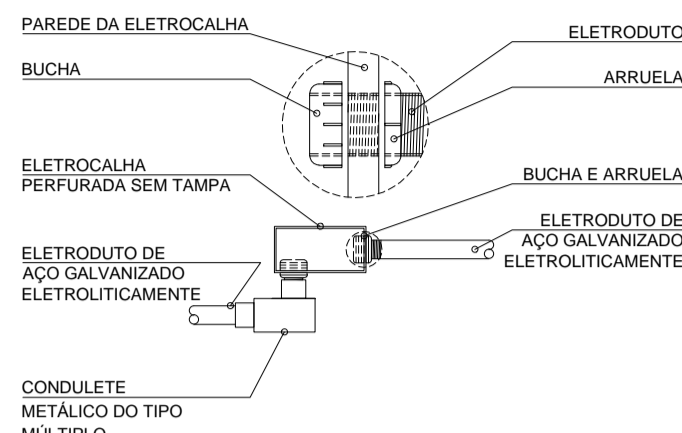 PAREDE DA ELETROCALHA
ELETRODUTO
BUCHA
ARRUELA
ELETROCALHA
PERFURADA SEM TAMPA
BUCHA E ARRUELA
ELETRODUTO DE
AÇO GALVANIZADO
ELETROLITICAMENTE
ELETRODUTO DE
AÇO GALVANIZADO
ELETROLITICAMENTE
CONDULETE
METÁLICO DO TIPO
MÚLTIPLO